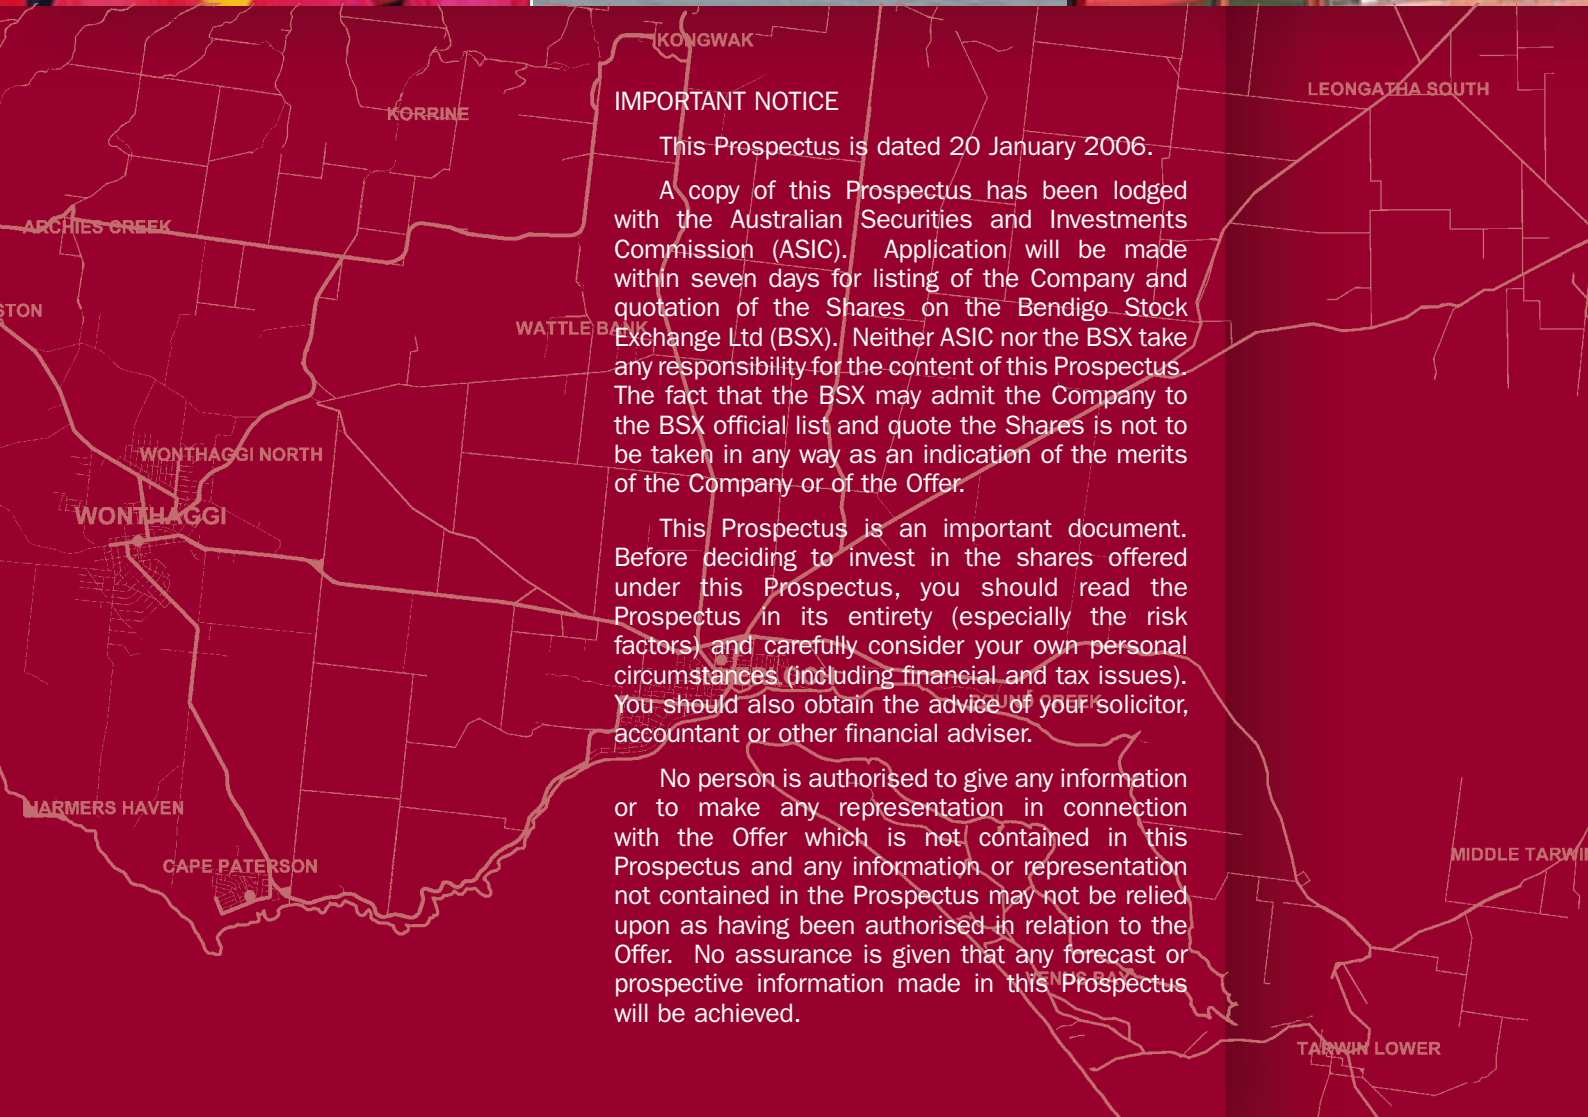 KONGWAK
LEONGATHA SOUTH
KORRINE
IMPORTANT NOTICE
This Prospectus is dated 20 January 2006.
A copy of this Prospectus has been lodged
with the Australian Securities and Investments
Commission (ASIC). Application will be made
within seven days for listing of the Company and
quotation of the Shares on the Bendigo Stock
Exchange Ltd (BSX). Neither ASIC nor the BSX take
any responsibility for the content of this Prospectus.
The fact that the BSX may admit the Company to
the BSX official list and quote the Shares is not to
be taken in any way as an indication of the merits
of the Company or of the Offer.
This Prospectus is an important document.
Before deciding to invest in the shares offered
under this Prospectus, you should read the
Prospectus in its entirety (especially the risk
factors) and carefully consider your own personal
circumstances (including financial and tax issues).
You should also obtain the advice of your solicitor,
accountant or other financial adviser.
No person is authorised to give any information
or to make any representation in connection
with the Offer which is not contained in this
Prospectus and any information or representation
not contained in the Prospectus may not be relied
upon as having been authorised in relation to the
Offer. No assurance is given that any forecast or
prospective information made in this Prospectus
will be achieved.
ARCHIES CREEK
STON
WATTLE BANK
WONTHAGGI NORTH
WONTHAGGI
POUND CREEK
HARMERS HAVEN
CAPE PATERSON
MIDDLE TARWI
VENUS BAY
TARWIN LOWER